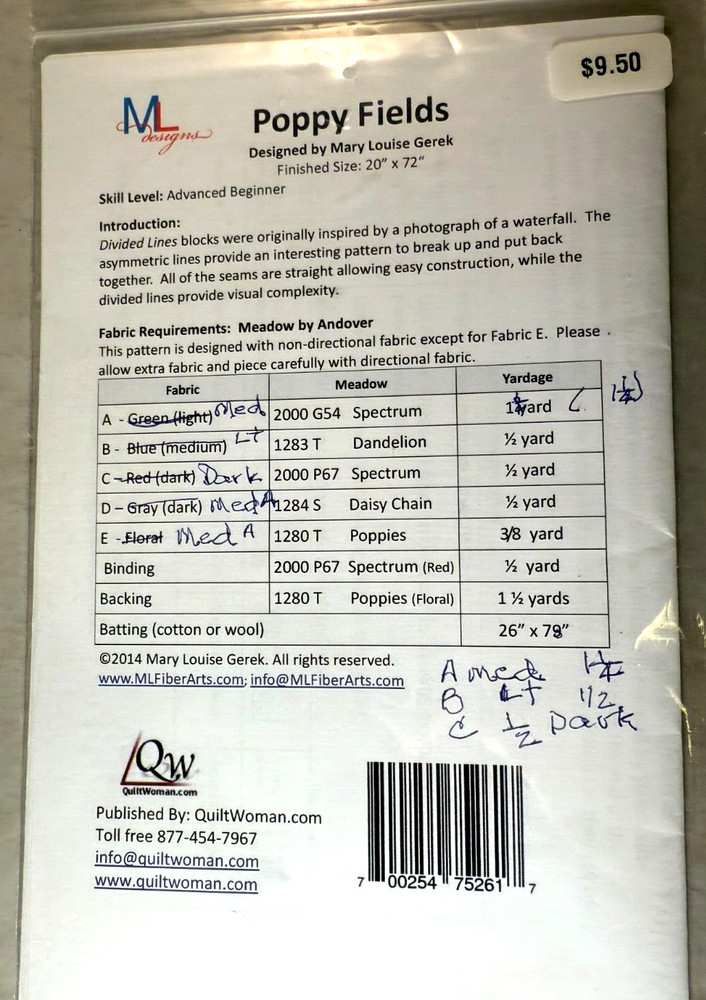 $9.50
ML
designs
Poppy Fields
Designed by Mary Louise Gerek
Finished Size: 20” x 72“
Skill Level: Advanced Beginner
Introduction:
Divided Lines blocks were originally inspired by a photograph of a waterfall. The
asymmetric lines provide an interesting pattern to break up and put back
together. All of the seams are straight allowing easy construction, while the
divided lines provide visual complexity.
Fabric Requirements: Meadow by Andover
This pattern is designed with non-directional fabric except for Fabric E. Please
allow extra fabric and piece carefully with directional fabric.
Fabric Meadow Yardage
A - Green (light) Med 2000 G54 Spectrum yard
B - Blue (medium) LT 1283 T Dandelion ½ yard
C - Red (dark) Dark 2000 P67 Spectrum ½ yard
D – Gray (dark) Med A 1284 S Daisy Chain ½ yard
E - Floral Med A 1280 T Poppies 3/8 yard
Binding 2000 P67 Spectrum (Red) ½ yard
Backing 1280 T Poppies (Floral) 1 ½ yards
Batting (cotton or wool) 26” x 78”
©2014 Mary Louise Gerek. All rights reserved.
www.MLFiberArts.com; info@MLFiberArts.com
A med
B LT 1/2
C 1/2 Dark
QW
QuiltWoman.com
Published By: QuiltWoman.com
Toll free 877-454-7967
info@quiltwoman.com
www.quiltwoman.com
7 00254 75261 7